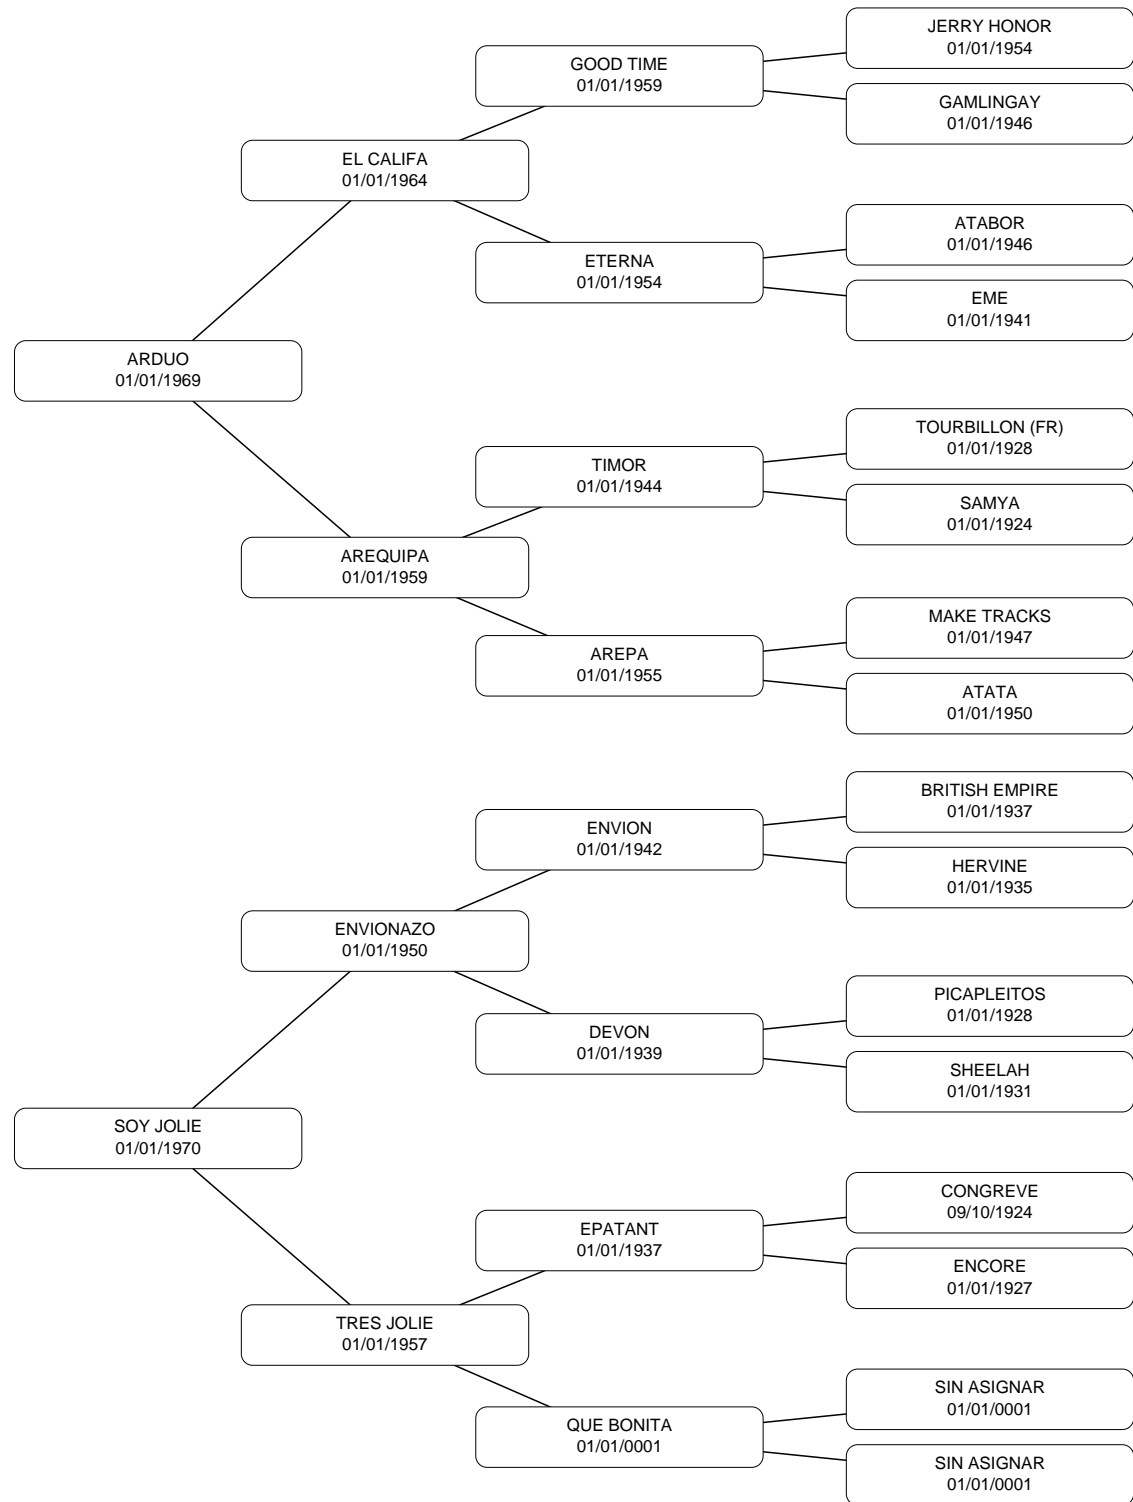 JERRY HONOR
01/01/1954
GOOD TIME
01/01/1959
GAMLINGAY
01/01/1946
EL CALIFA
01/01/1964
ATABOR
01/01/1946
ETERNA
01/01/1954
EME
01/01/1941
ARDUO
01/01/1969
TOURBILLON (FR)
01/01/1928
TIMOR
01/01/1944
SAMYA
01/01/1924
AREQUIPA
01/01/1959
MAKE TRACKS
01/01/1947
AREPA
01/01/1955
ATATA
01/01/1950
BRITISH EMPIRE
01/01/1937
ENVION
01/01/1942
HERVINE
01/01/1935
ENVIONAZO
01/01/1950
PICAPLEITOS
01/01/1928
DEVON
01/01/1939
SHEELAH
01/01/1931
SOY JOLIE
01/01/1970
CONGREVE
09/10/1924
EPATANT
01/01/1937
ENCORE
01/01/1927
TRES JOLIE
01/01/1957
SIN ASIGNAR
01/01/0001
QUE BONITA
01/01/0001
SIN ASIGNAR
01/01/0001